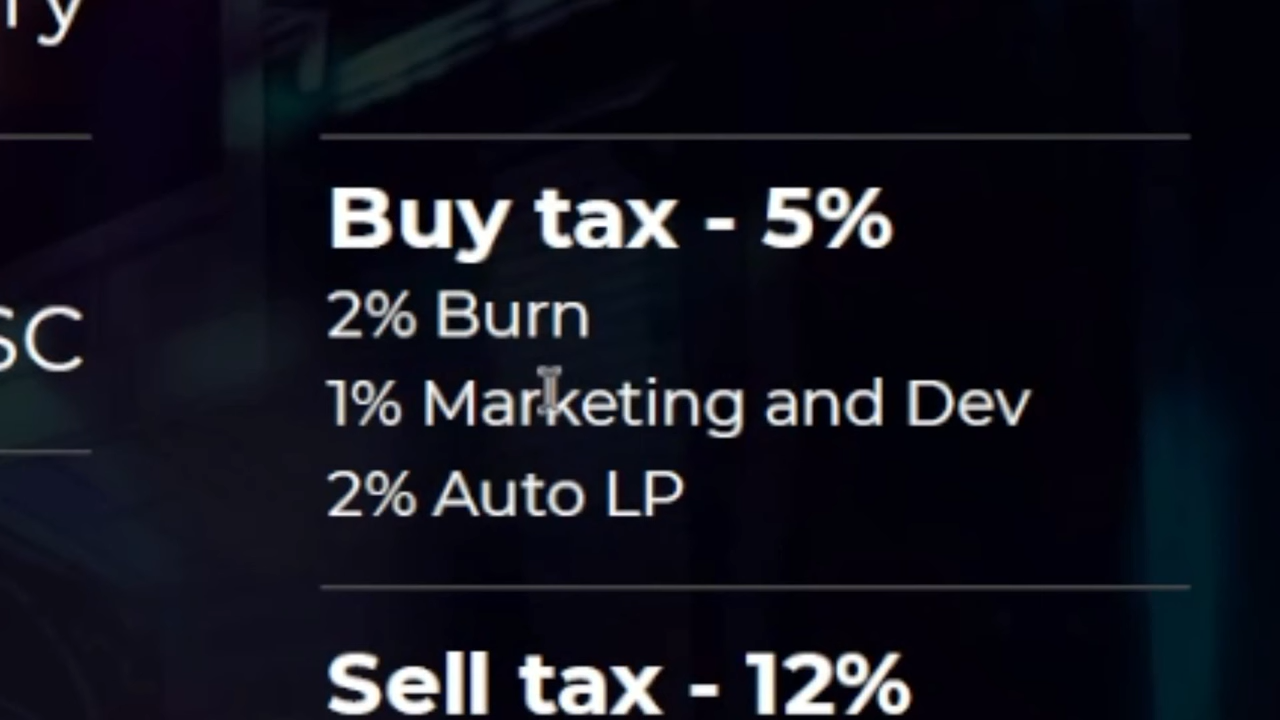 Buy tax - 5%
2% Burn
1% Marketing and Dev
2% Auto LP
Sell tax - 12%